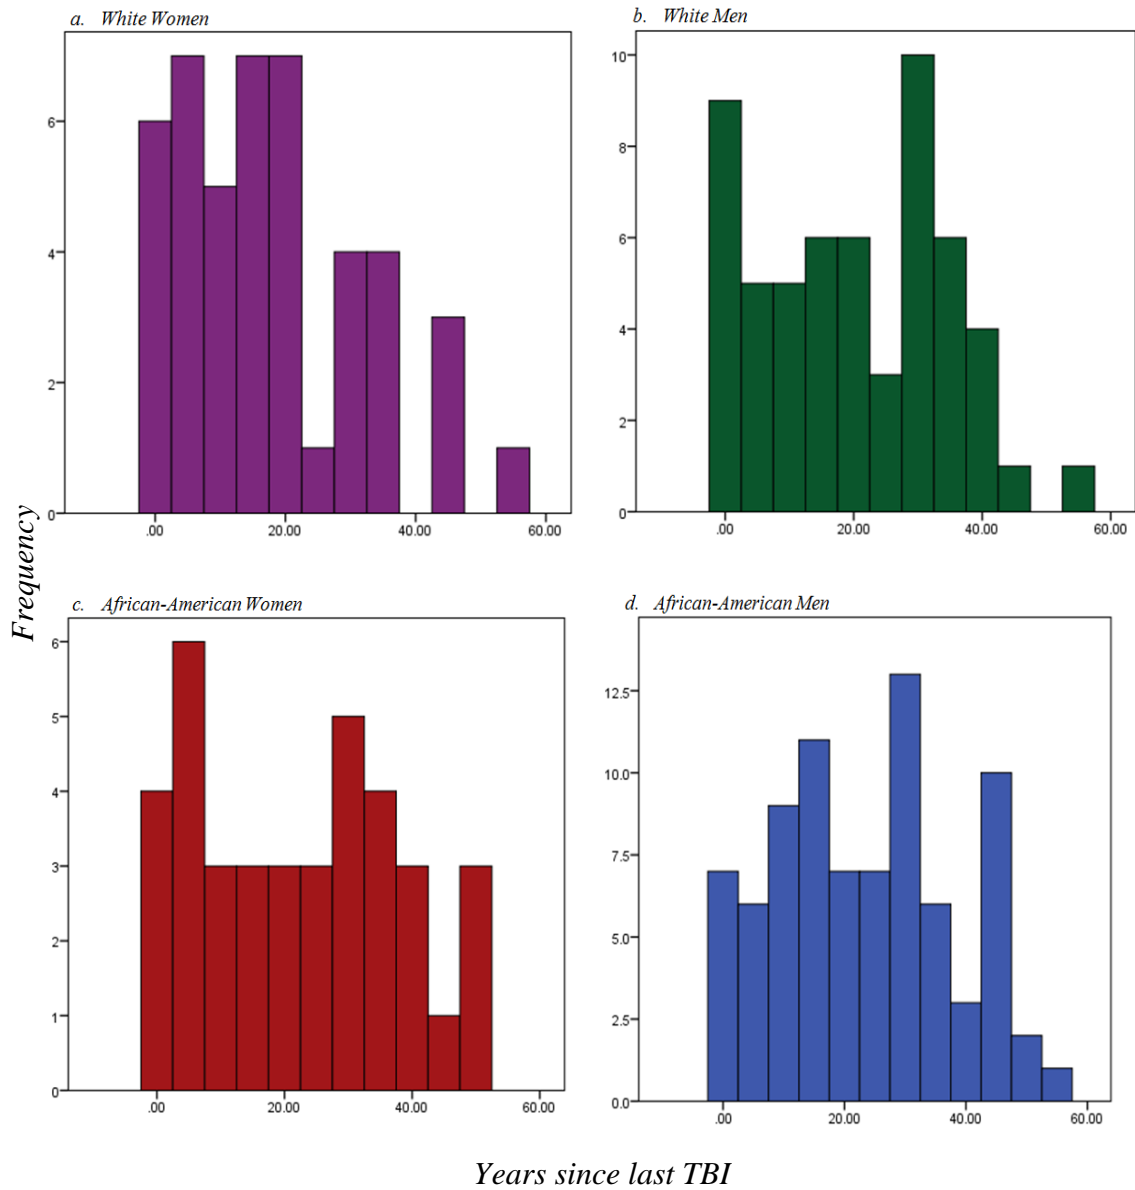 a. White Women
6
4
2
0
.00 20.00 40.00 60.00
b. White Men
10
8
6
4
2
0
.00 20.00 40.00 60.00
Frequency
c. African-American Women
6
5
4
3
2
1
0
.00 20.00 40.00 60.00
d. African-American Men
12.5
10.0
7.5
5.0
2.5
0.0
.00 20.00 40.00 60.00
Years since last TBI